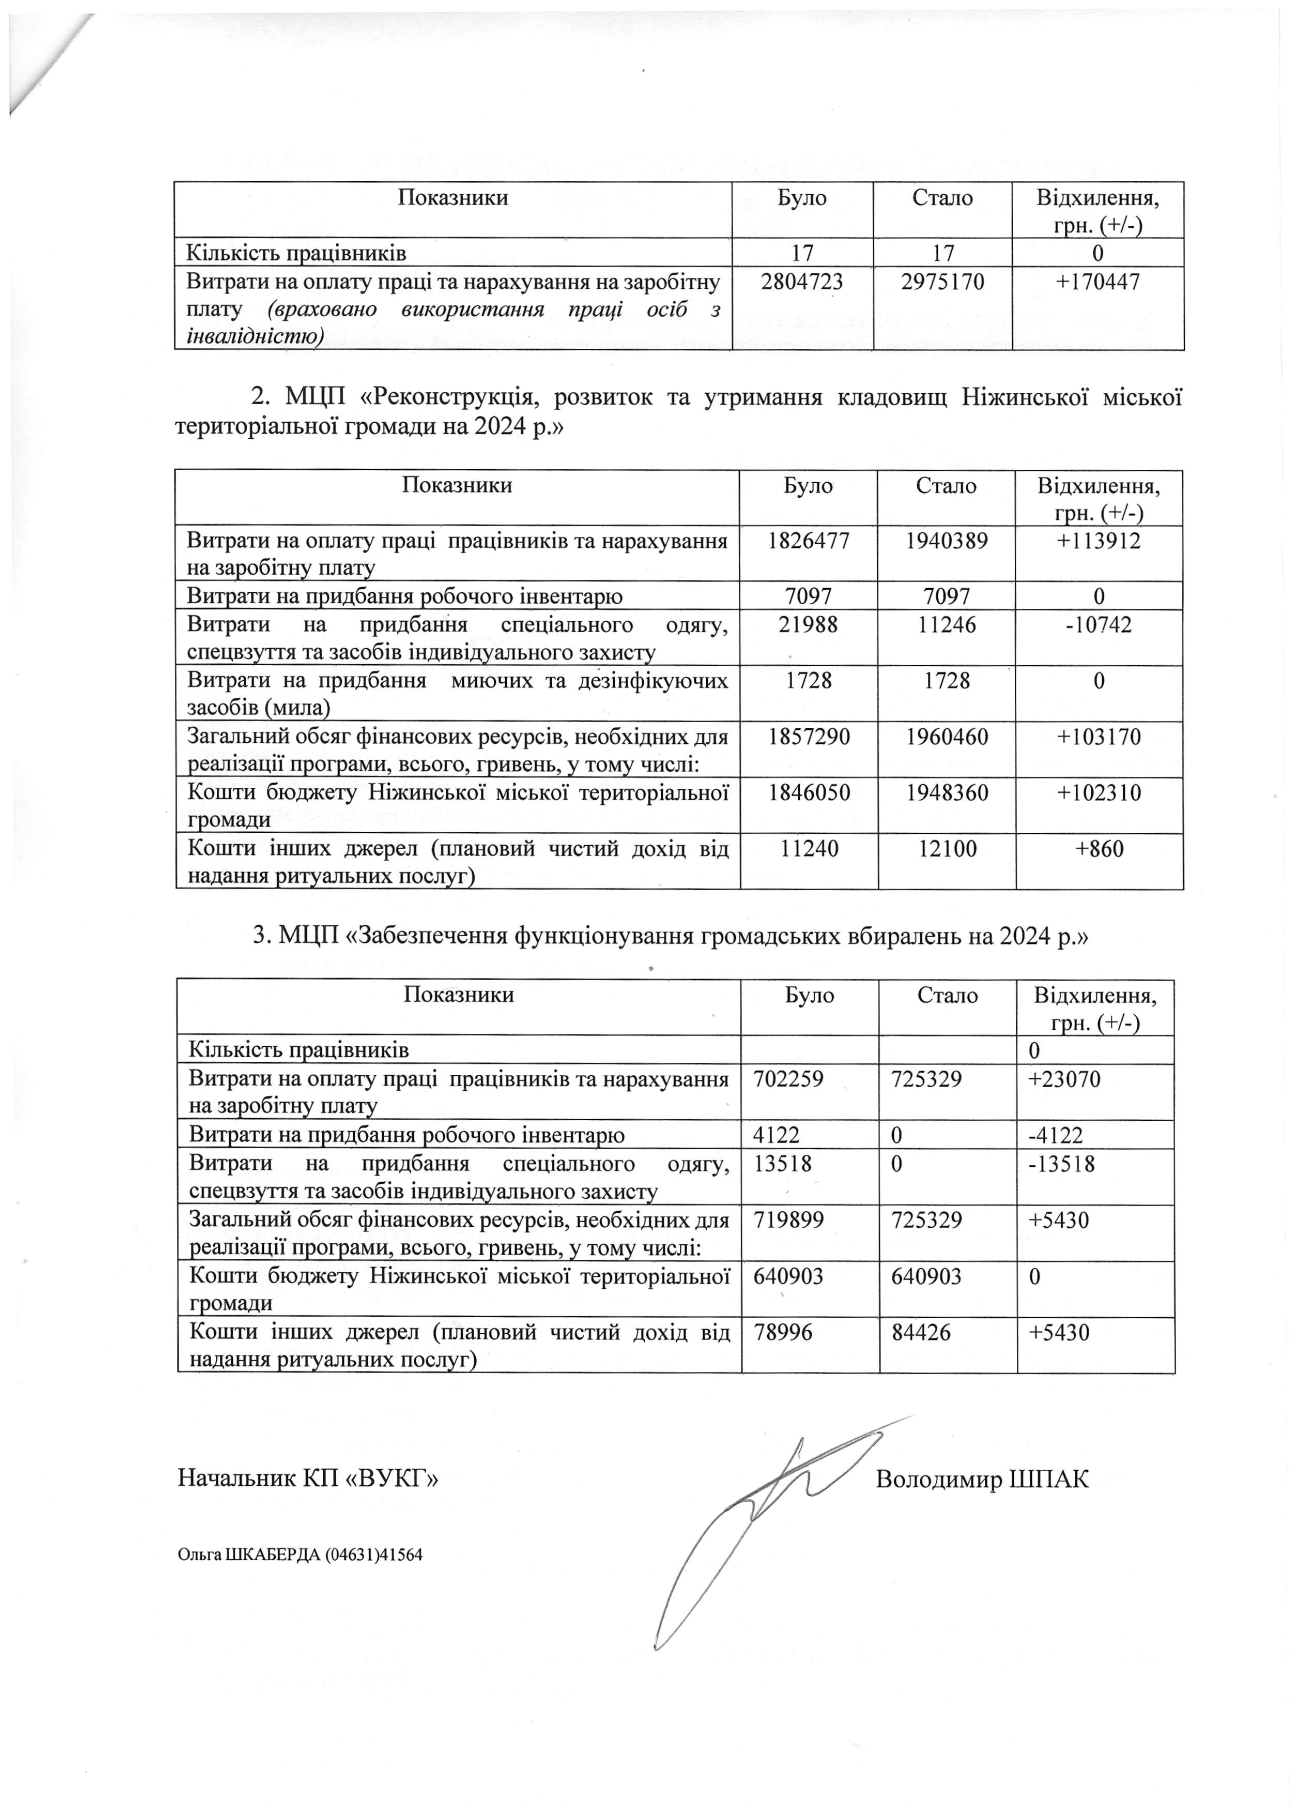 Показники Було Стало Відхилення,
грн. (+/-)
Кількість працівників 17 17 0
Витрати на оплату праці та нарахування на заробітну 2804723 2975170 +170447
плату (враховано використання праці осіб з
інвалідністю)
2. МЦП «Реконструкція, розвиток та утримання кладовищ Ніжинської міської
територіальної громади на 2024 р.»
Показники Було Стало Відхилення,
грн. (+/-)
Витрати на оплату праці працівників та нарахування 1826477 1940389 +113912
на заробітну плату
Витрати на придбання робочого інвентарю 7097 7097 0
Витрати на придбання спеціального одягу, 21988 11246 -10742
спецвзуття та засобів індивідуального захисту
Витрати на придбання миючих та дезінфікуючих 1728 1728 0
засобів (мила)
Загальний обсяг фінансових ресурсів, необхідних для 1857290 1960460 +103170
реалізації програми, всього, гривень, у тому числі:
Кошти бюджету Ніжинської міської територіальної 1846050 1948360 +102310
громади
Кошти інших джерел (плановий чистий дохід від 11240 12100 +860
надання ритуальних послуг)
3. МЦП «Забезпечення функціонування громадських вбиралень на 2024 р.»
Показники Було Стало Відхилення,
грн. (+/-)
Кількість працівників 0
Витрати на оплату праці працівників та нарахування 702259 725329 +23070
на заробітну плату
Витрати на придбання робочого інвентарю 4122 0 -4122
Витрати на придбання спеціального одягу, 13518 0 -13518
спецвзуття та засобів індивідуального захисту
Загальний обсяг фінансових ресурсів, необхідних для 719899 725329 +5430
реалізації програми, всього, гривень, у тому числі:
Кошти бюджету Ніжинської міської територіальної 640903 640903 0
громади
Кошти інших джерел (плановий чистий дохід від 78996 84426 +5430
надання ритуальних послуг)
Начальник КП «ВУКГ» Володимир ШПАК
Ольга ШКАБЕРДА (04631)41564